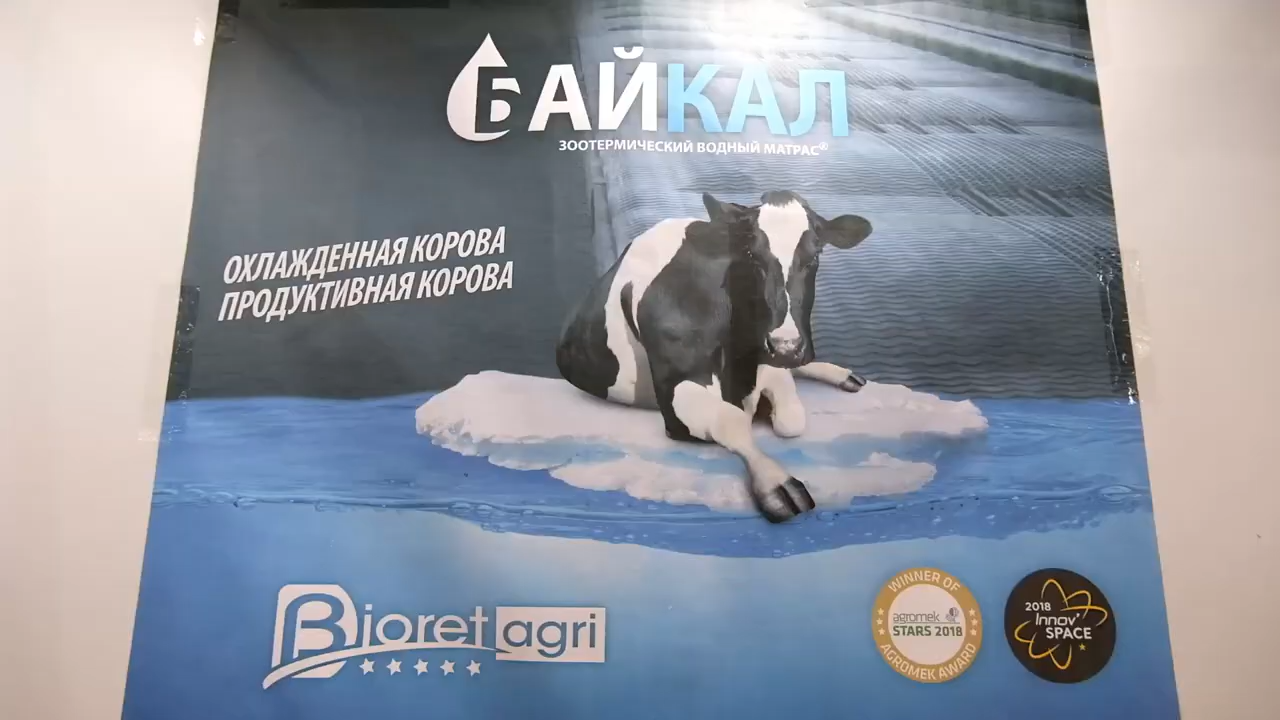 БАЙКАЛ
ЗООТЕРМИЧЕСКИЙ ВОДНЫЙ МАТРАС®
ОХЛАЖДЕННАЯ КОРОВА
ПРОДУКТИВНАЯ КОРОВА
Bioret agri
WINNER OF
agromek
STARS 2018
AGROMEK AWARD
2018
Innov'
SPACE